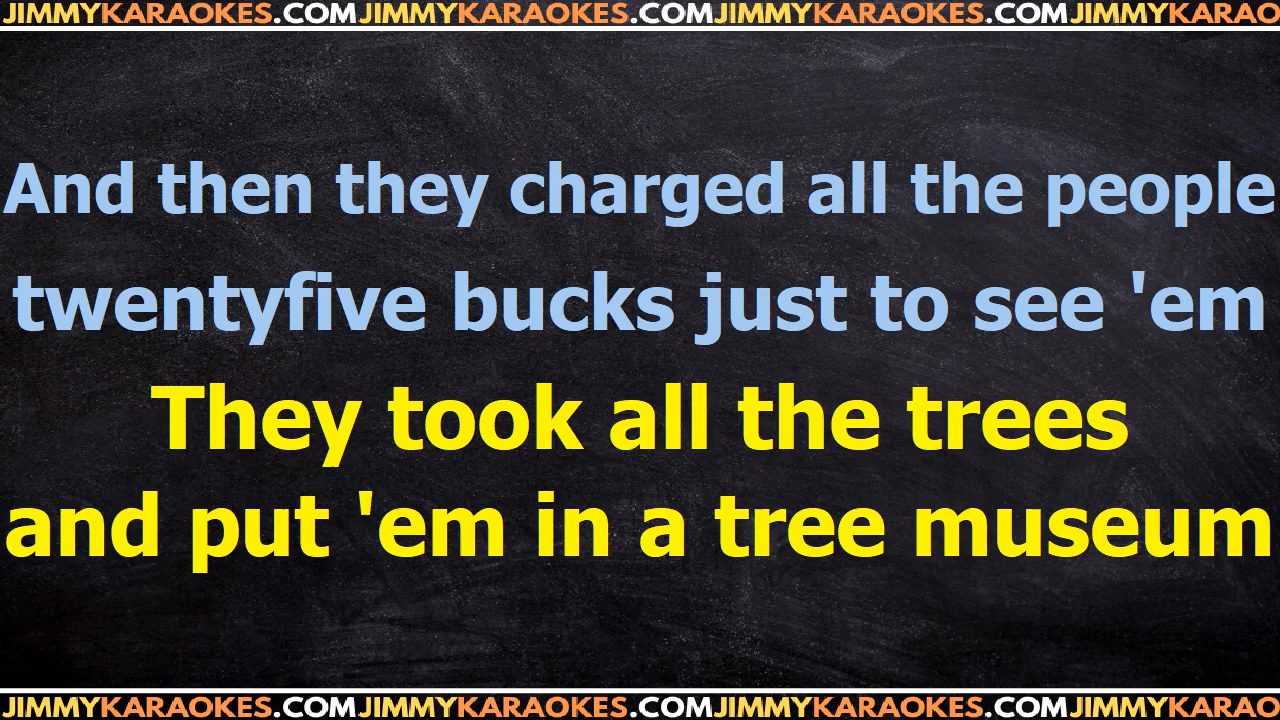 JIMMYKARAOKES.COMJIMMYKARAOKES.COMJIMMYKARAOKES.COMJIMMYKARAO
And then they charged all the people
twentyfive bucks just to see 'em
They took all the trees
and put 'em in a tree museum
JIMMYKARAOKES.COMJIMMYKARAOKES.COMJIMMYKARAOKES.COMJIMMYKARAO